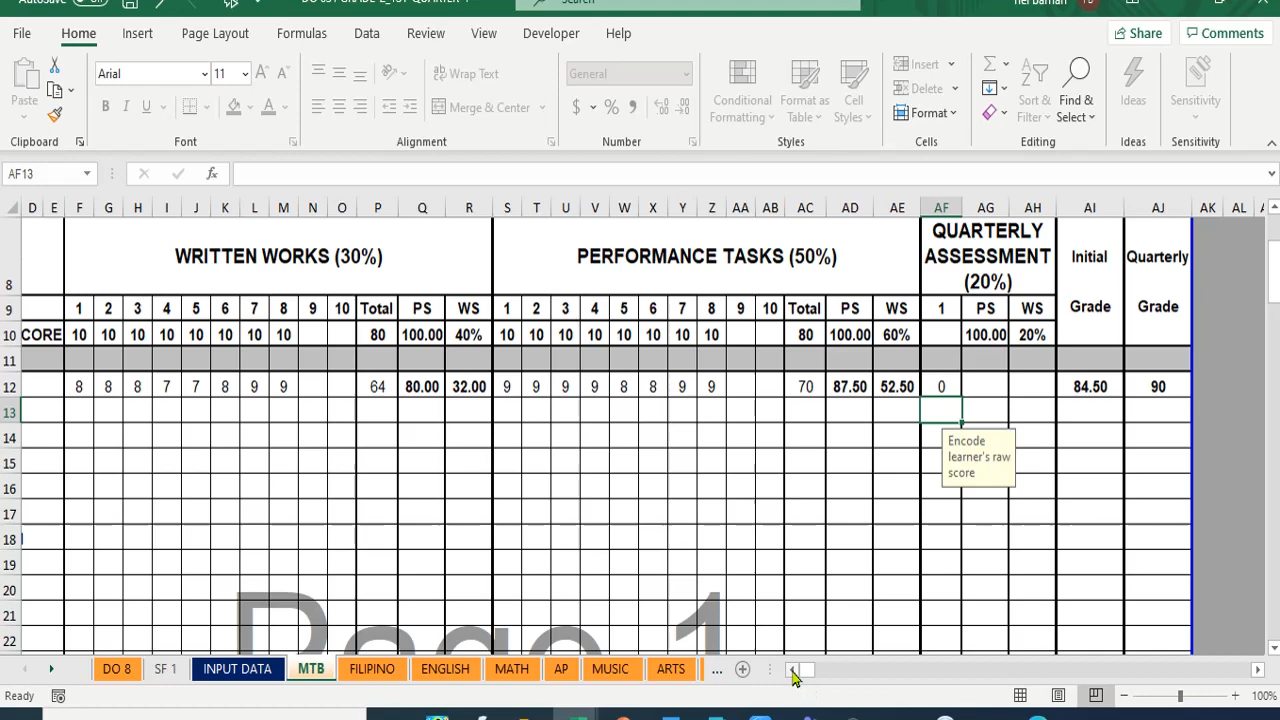 File Home Insert Page Layout Formulas Data Review View Developer Help Share Comments
Arial 11 Wrap Text General Insert
Paste B I U Merge & Center $ % Conditional Format as Cell Delete Sort & Find & Ideas Sensitivity
Formatting Table Styles Format Filter Select
Clipboard Font Alignment Number Styles Cells Editing Ideas Sensitivity
AF13 fx
D E F G H I J K L M N O P Q R S T U V W X Y Z AA AB AC AD AE AF AG AH AI AJ AK AL
8 WRITTEN WORKS (30%) PERFORMANCE TASKS (50%) QUARTERLY ASSESSMENT (20%) Initial Grade Quarterly Grade
9 1 2 3 4 5 6 7 8 9 10 Total PS WS 1 2 3 4 5 6 7 8 9 10 Total PS WS 1 PS WS
10 CORE 10 10 10 10 10 10 10 10 80 100.00 40% 10 10 10 10 10 10 10 10 80 100.00 60% 100.00 20%
11
12 8 8 8 7 7 8 9 9 64 80.00 32.00 9 9 9 9 8 8 9 9 70 87.50 52.50 0 84.50 90
13
14 Encode
15 learner's raw
16 score
17
18
19
20
21 Page 1
22
DO 8 SF 1 INPUT DATA MTB FILIPINO ENGLISH MATH AP MUSIC ARTS ...
Ready 100%